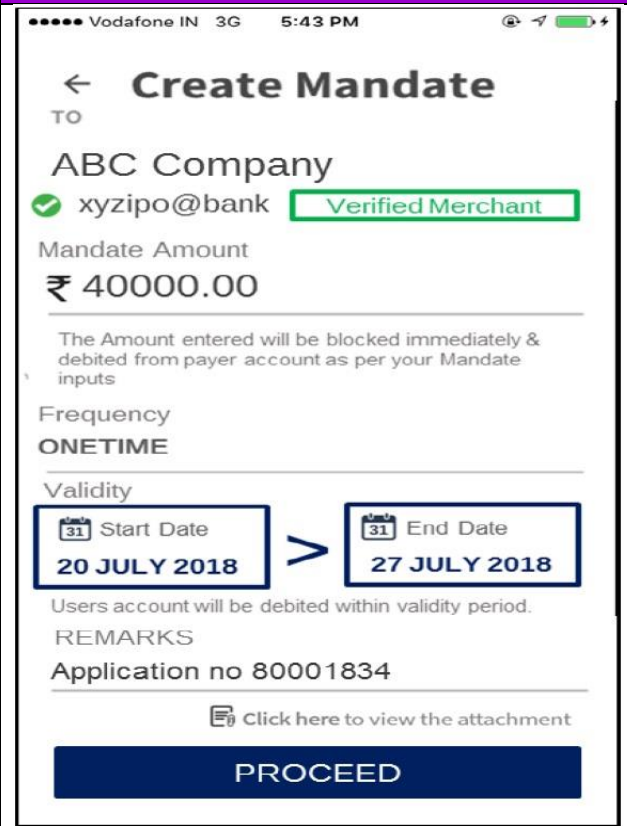 Vodafone IN 3G 5:43 PM
← Create Mandate
TO
ABC Company
xyzipo@bank Verified Merchant
Mandate Amount
₹ 40000.00
The Amount entered will be blocked immediately &
debited from payer account as per your Mandate
inputs
Frequency
ONETIME
Validity
31 Start Date > 31 End Date
20 JULY 2018 27 JULY 2018
Users account will be debited within validity period.
REMARKS
Application no 80001834
Click here to view the attachment
PROCEED